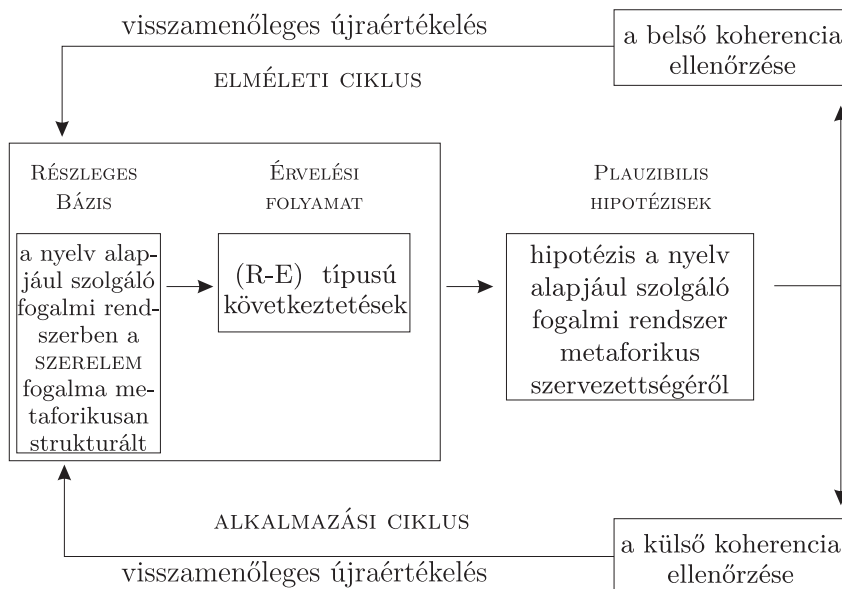 visszamenőleges újraértékelés
a belső koherencia
ellenőrzése
ELMÉLETI CIKLUS
RÉSZLEGES
BÁZIS
ÉRVELÉSI
FOLYAMAT
PLAUZIBILIS
HIPOTÉZISEK
a nyelv alap-
jául szolgáló
fogalmi rend-
szerben a
SZERELEM
fogalma me-
taforikusan
strukturált
(R-E) típusú
következtetések
hipotézis a nyelv
alapjául szolgáló
fogalmi rendszer
metaforikus
szervezettségéről
ALKALMAZÁSI CIKLUS
visszamenőleges újraértékelés
a külső koherencia
ellenőrzése